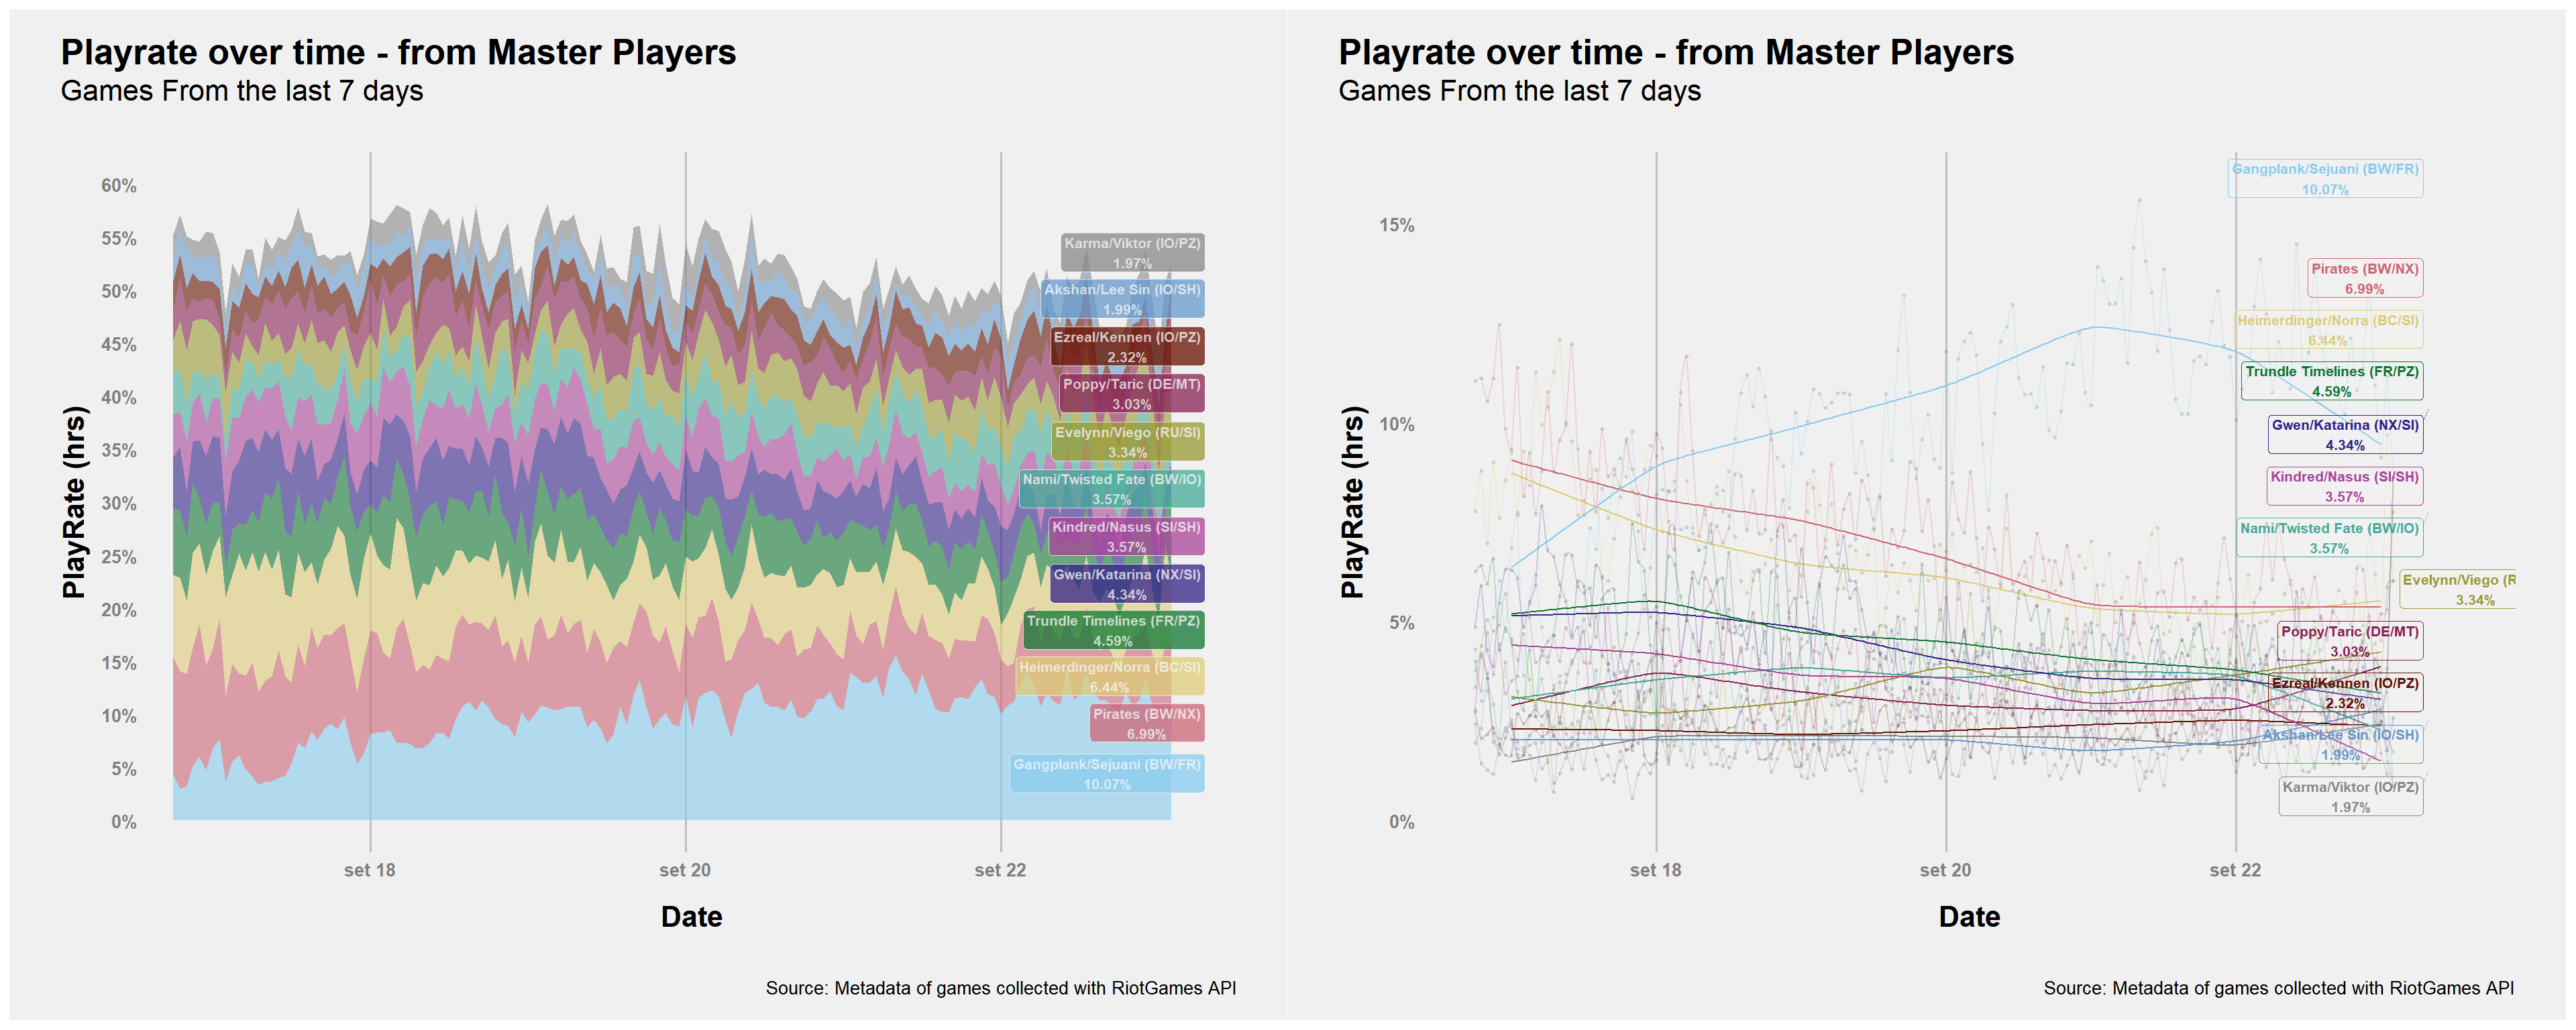 Playrate over time - from Master Players
Games From the last 7 days
60%
55%
50%
45%
40%
35%
30%
25%
20%
15%
10%
5%
0%
PlayRate (hrs)
Karma/Viktor (IO/PZ)
1.97%
Akshan/Lee Sin (IO/SH)
1.99%
Ezreal/Kennen (IO/PZ)
2.32%
Poppy/Taric (DE/MT)
3.03%
Evelynn/Viego (RU/SI)
3.34%
Nami/Twisted Fate (BW/IO)
3.57%
Kindred/Nasus (SI/SH)
3.57%
Gwen/Katarina (NX/SI)
4.34%
Trundle Timelines (FR/PZ)
4.59%
Heimerdinger/Norra (BC/SI)
6.44%
Pirates (BW/NX)
6.99%
Gangplank/Sejuani (BW/FR)
10.07%
set 18
set 20
set 22
Date
Source: Metadata of games collected with RiotGames API
Playrate over time - from Master Players
Games From the last 7 days
15%
10%
5%
0%
PlayRate (hrs)
Gangplank/Sejuani (BW/FR)
10.07%
Pirates (BW/NX)
6.99%
Heimerdinger/Norra (BC/SI)
6.44%
Trundle Timelines (FR/PZ)
4.59%
Gwen/Katarina (NX/SI)
4.34%
Kindred/Nasus (SI/SH)
3.57%
Nami/Twisted Fate (BW/IO)
3.57%
Evelynn/Viego (R
3.34%
Poppy/Taric (DE/MT)
3.03%
Ezreal/Kennen (IO/PZ)
2.32%
Akshan/Lee Sin (IO/SH)
1.99%
Karma/Viktor (IO/PZ)
1.97%
set 18
set 20
set 22
Date
Source: Metadata of games collected with RiotGames API